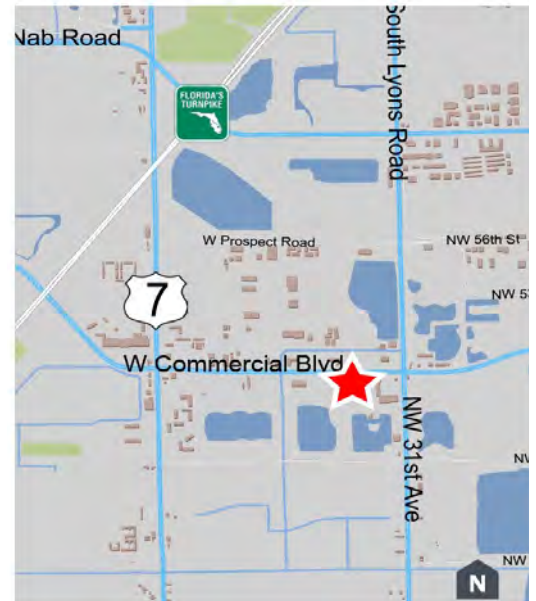 Nab Road
South Lyons Road
FLORIDA'S
TURNPIKE
W Prospect Road
NW 56th St
NW 5
7
W Commercial Blvd
NW 31st Ave
NW
N